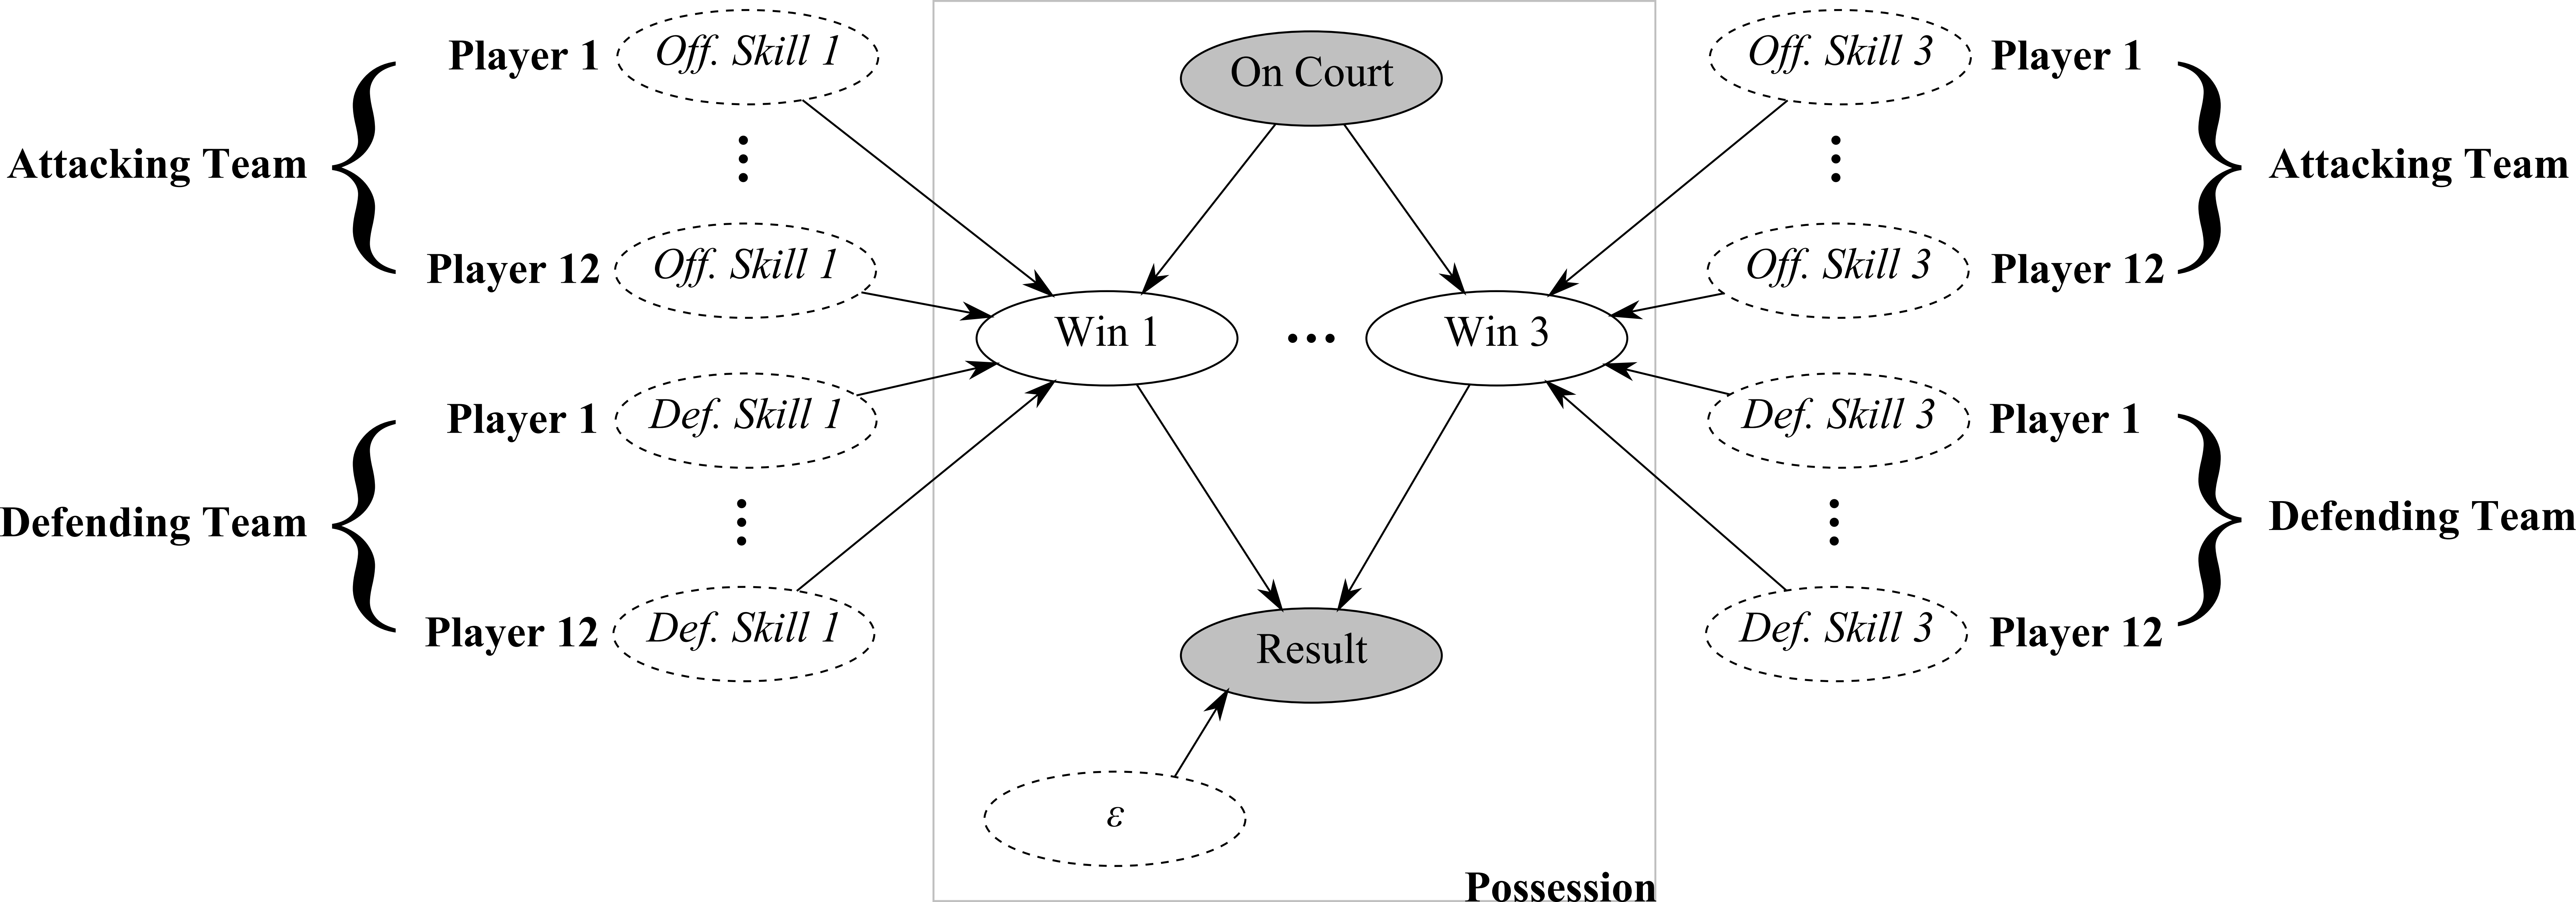 Player 1 Off. Skill 1 On Court Off. Skill 3 Player 1
Attacking Team Attacking Team
Player 12 Off. Skill 1 Off. Skill 3 Player 12
Win 1 ... Win 3
Player 1 Def. Skill 1 Def. Skill 3 Player 1
Defending Team Defending Team
Player 12 Def. Skill 1 Result Def. Skill 3 Player 12
ε
Possession